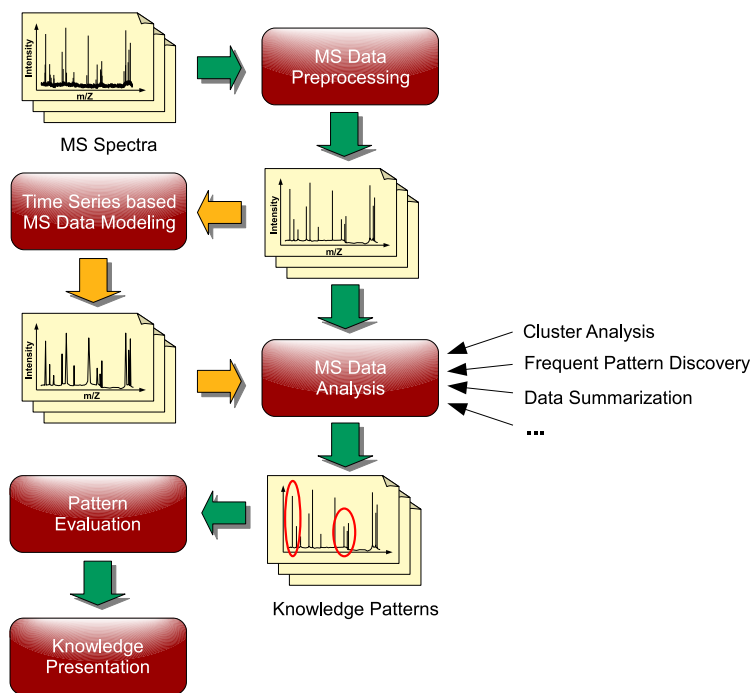 Intensity
m/Z
MS Spectra
MS Data
Preprocessing
Time Series based
MS Data Modeling
Intensity
m/Z
Intensity
m/Z
MS Data
Analysis
Cluster Analysis
Frequent Pattern Discovery
Data Summarization
...
Pattern
Evaluation
Knowledge Patterns
Knowledge
Presentation